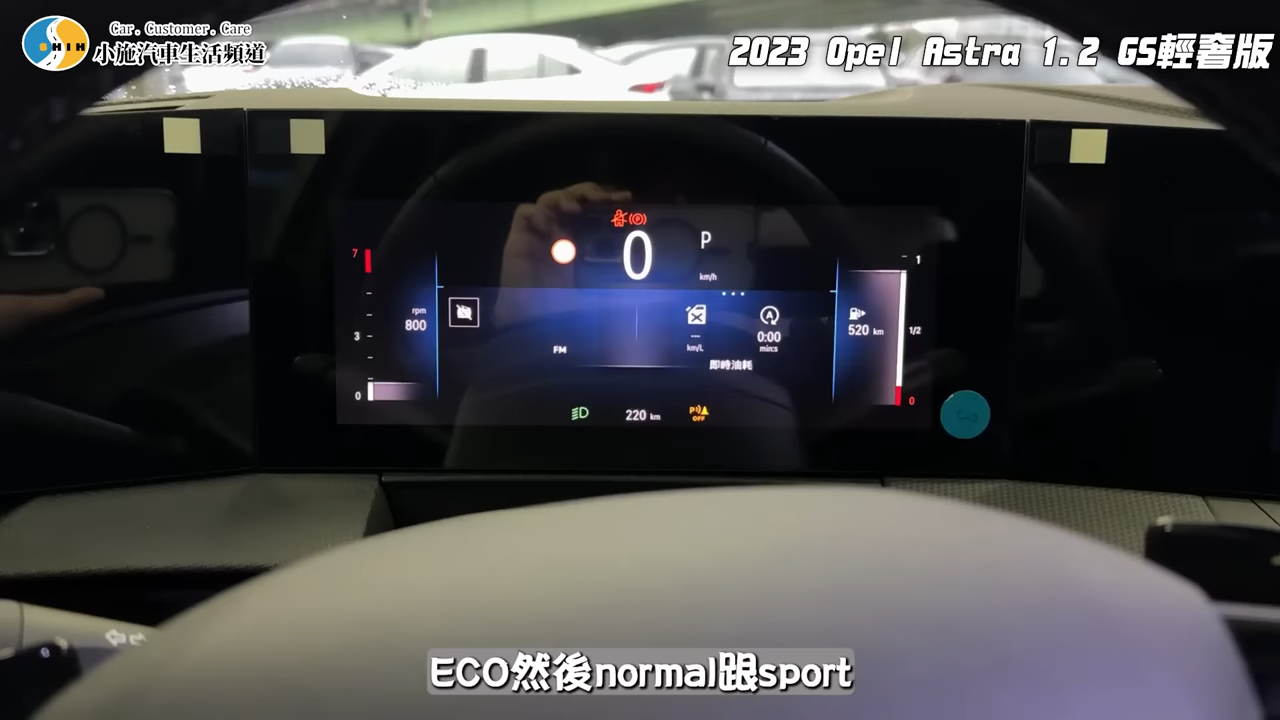 Car. Customer. Care
SHIH
小施汽車生活頻道
2023 Opel Astra 1.2 GS輕奢版
0
P
km/h
7
3
0
rpm
800
FM
---
km/L
A
0:00
min:s
即時油耗
520 km
1
1/2
0
220 km
P
OFF
ECO然後normal跟sport